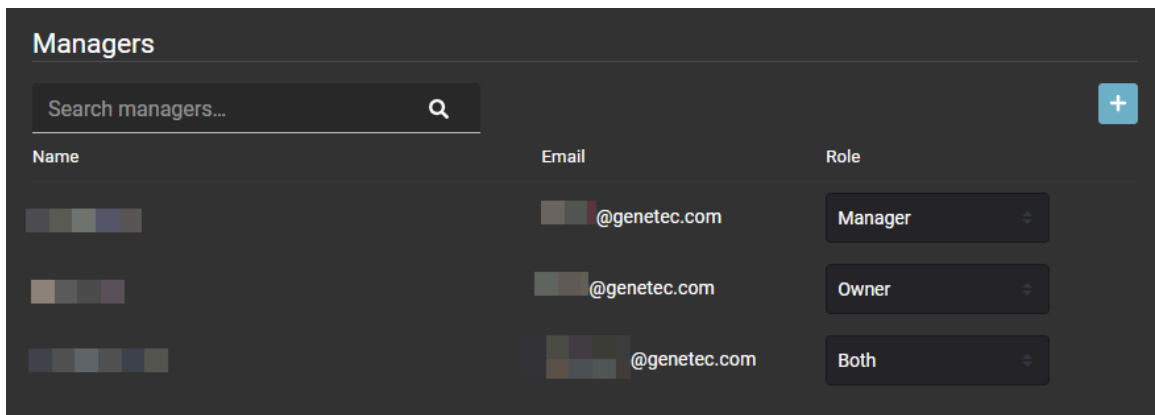 Managers
Search managers...
Name Email Role
@genetec.com Manager
@genetec.com Owner
@genetec.com Both